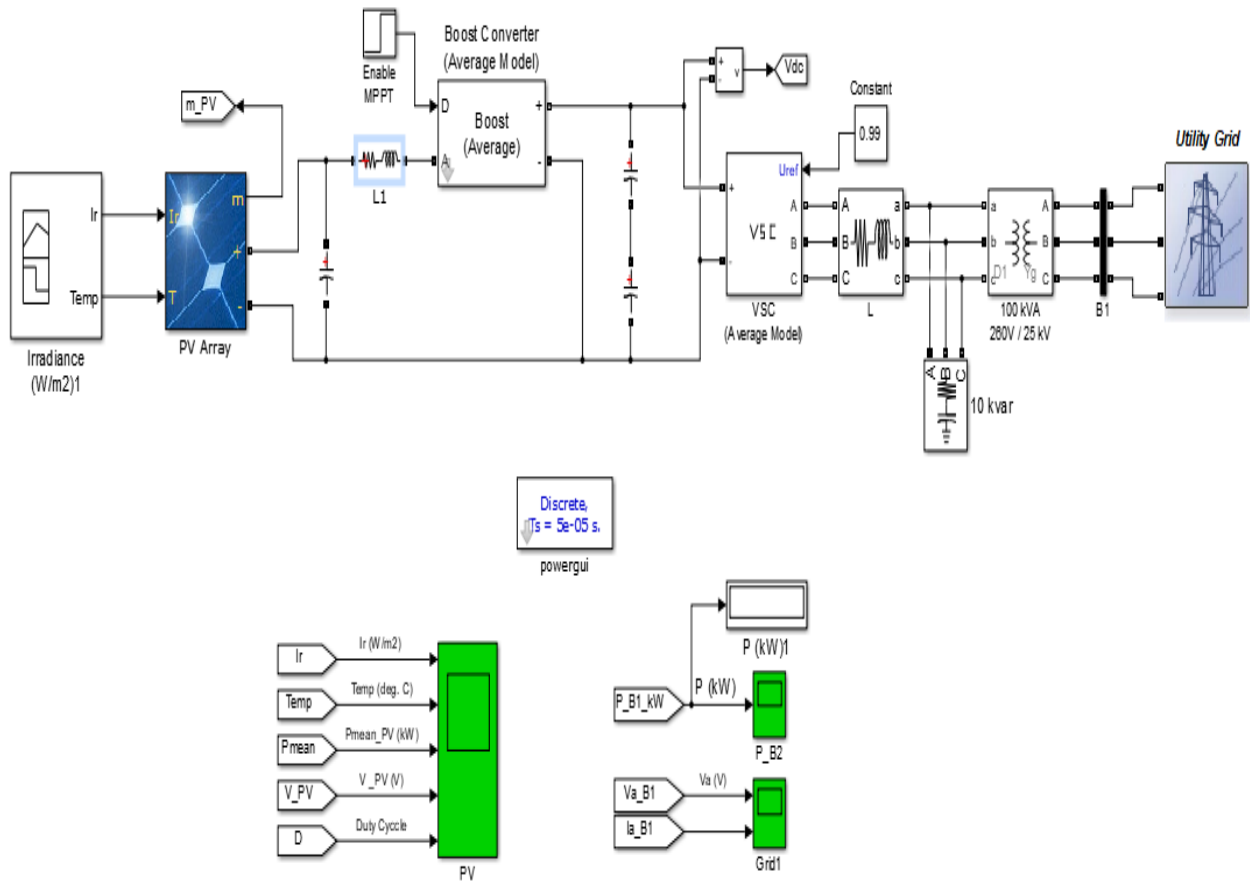 Boost Converter
(Average Model)
Enable
MPPT
m_PV
D
Boost
(Average)
+
-
A
L1
+
-
v
Vdc
Constant
0.99
Utility Grid
Ir
Temp
Irradiance
(W/m2)1
Ir
T
m
+
-
PV Array
Uref
+
-
VSC
A
B
C
VSC
(Average Model)
A
B
C
a
b
c
L
a
b
c
D1
Yg
A
B
C
100 kVA
260V / 25 kV
B1
A
B
C
10 kvar
Discrete,
Ts = 5e-05 s.
powergui
Ir
Ir (W/m2)
Temp
Temp (deg. C)
Pmean
Pmean_PV (kW)
V_PV
V_PV (V)
D
Duty Cyccle
PV
P (kW)1
P_B1_kW
P (kW)
P_B2
Va_B1
Va (V)
Ia_B1
Grid1